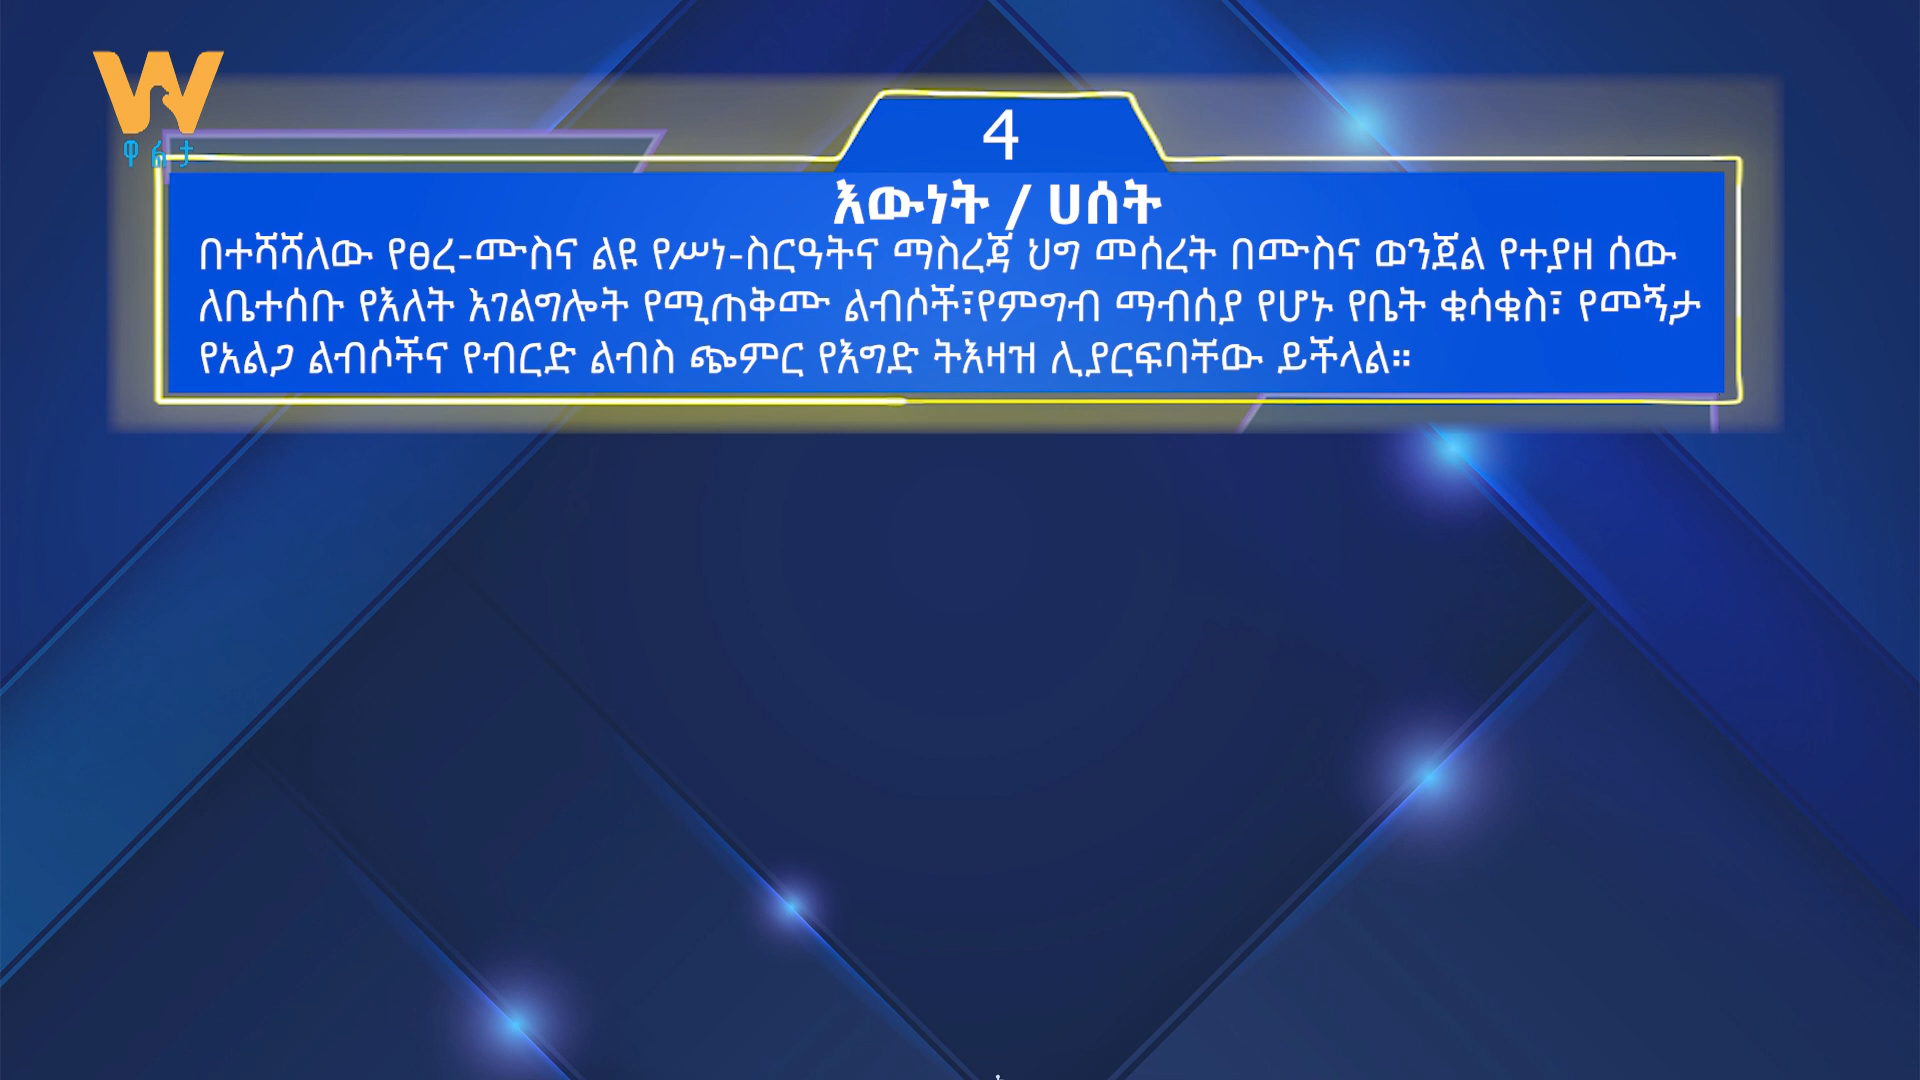 ዋልታ
4
እውነት / ሀሰት
በተሻሻለው የፀረ-ሙስና ልዩ የሥነ-ስርዓትና ማስረጃ ህግ መሰረት በሙስና ወንጀል የተያዘ ሰው
ለቤተሰቡ የእለት አገልግሎት የሚጠቅሙ ልብሶች፣የምግብ ማብሰያ የሆኑ የቤት ቁሳቁስ፣ የመኝታ
የአልጋ ልብሶችና የብርድ ልብስ ጭምር የእግድ ትእዛዝ ሊያርፍባቸው ይችላል።